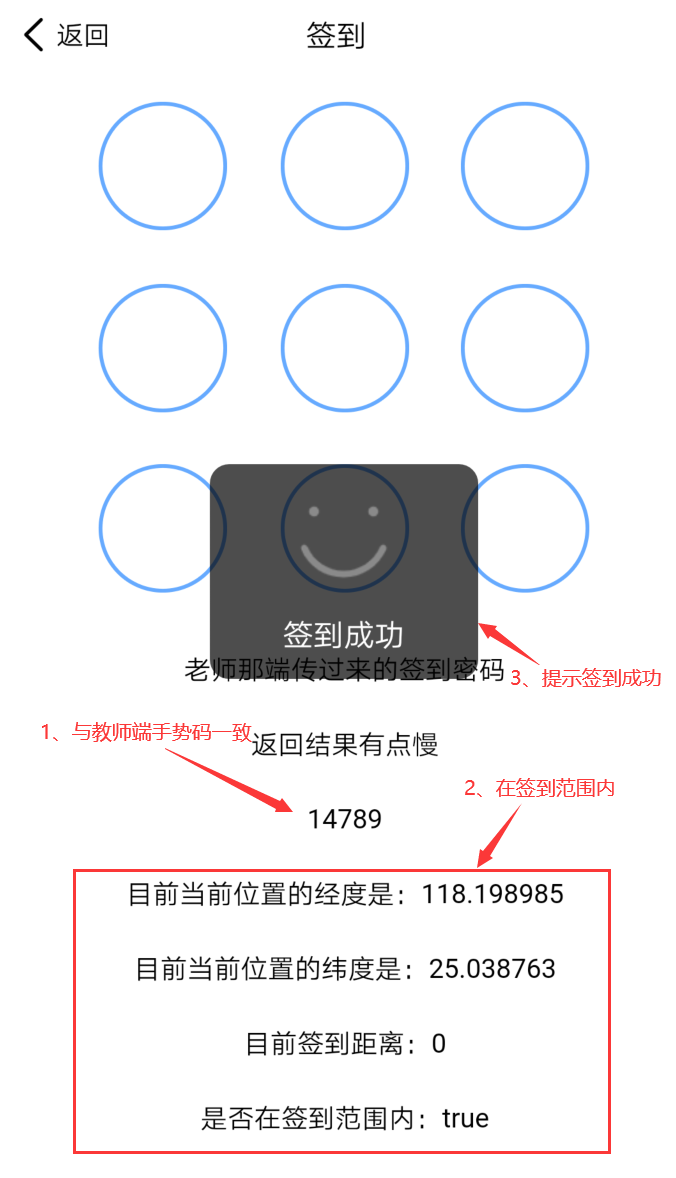 返回
签到
签到成功
老师那端传过来的签到密码
3、提示签到成功
1、与教师端手势码一致
返回结果有点慢
2、在签到范围内
14789
目前当前位置的经度是：118.198985
目前当前位置的纬度是：25.038763
目前签到距离：0
是否在签到范围内：true